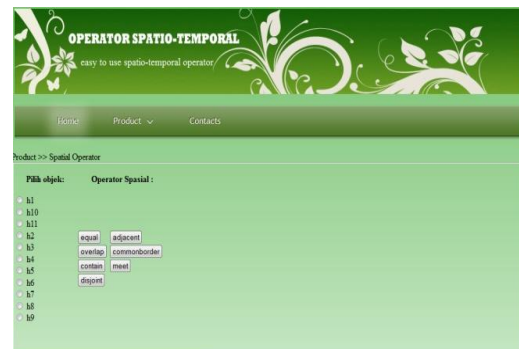 OPERATOR SPATIO-TEMPORAL
easy to use spatio-temporal operator
Home Product Contacts
Product >> Spatial Operator
Pilih objek: Operator Spasial :
h1
h10
h11
h2
h3
h4
h5
h6
h7
h8
h9
equal adjacent
overlap commonborder
contain meet
disjoint